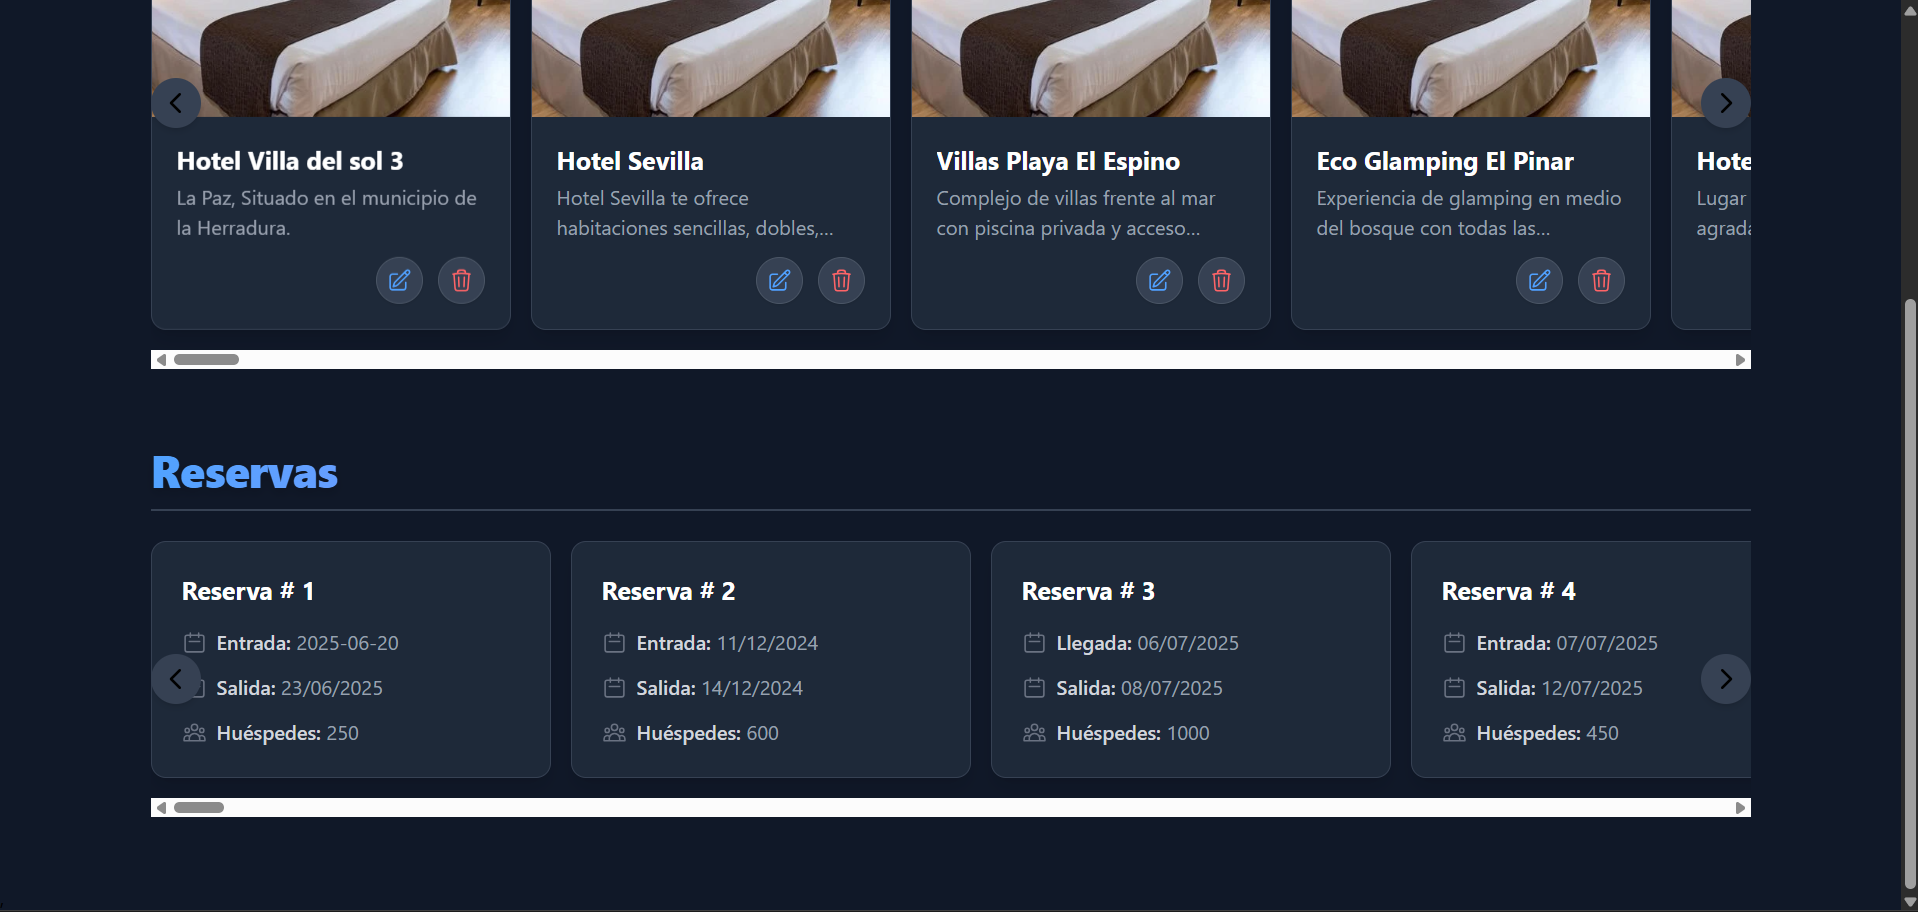 Hotel Villa del sol 3
La Paz, Situado en el municipio de
la Herradura.
Hotel Sevilla
Hotel Sevilla te ofrece
habitaciones sencillas, dobles,...
Villas Playa El Espino
Complejo de villas frente al mar
con piscina privada y acceso...
Eco Glamping El Pinar
Experiencia de glamping en medio
del bosque con todas las...
Hote
Lugar
agrada
Reservas
Reserva # 1
Entrada: 2025-06-20
Salida: 23/06/2025
Huéspedes: 250
Reserva # 2
Entrada: 11/12/2024
Salida: 14/12/2024
Huéspedes: 600
Reserva # 3
Llegada: 06/07/2025
Salida: 08/07/2025
Huéspedes: 1000
Reserva # 4
Entrada: 07/07/2025
Salida: 12/07/2025
Huéspedes: 450